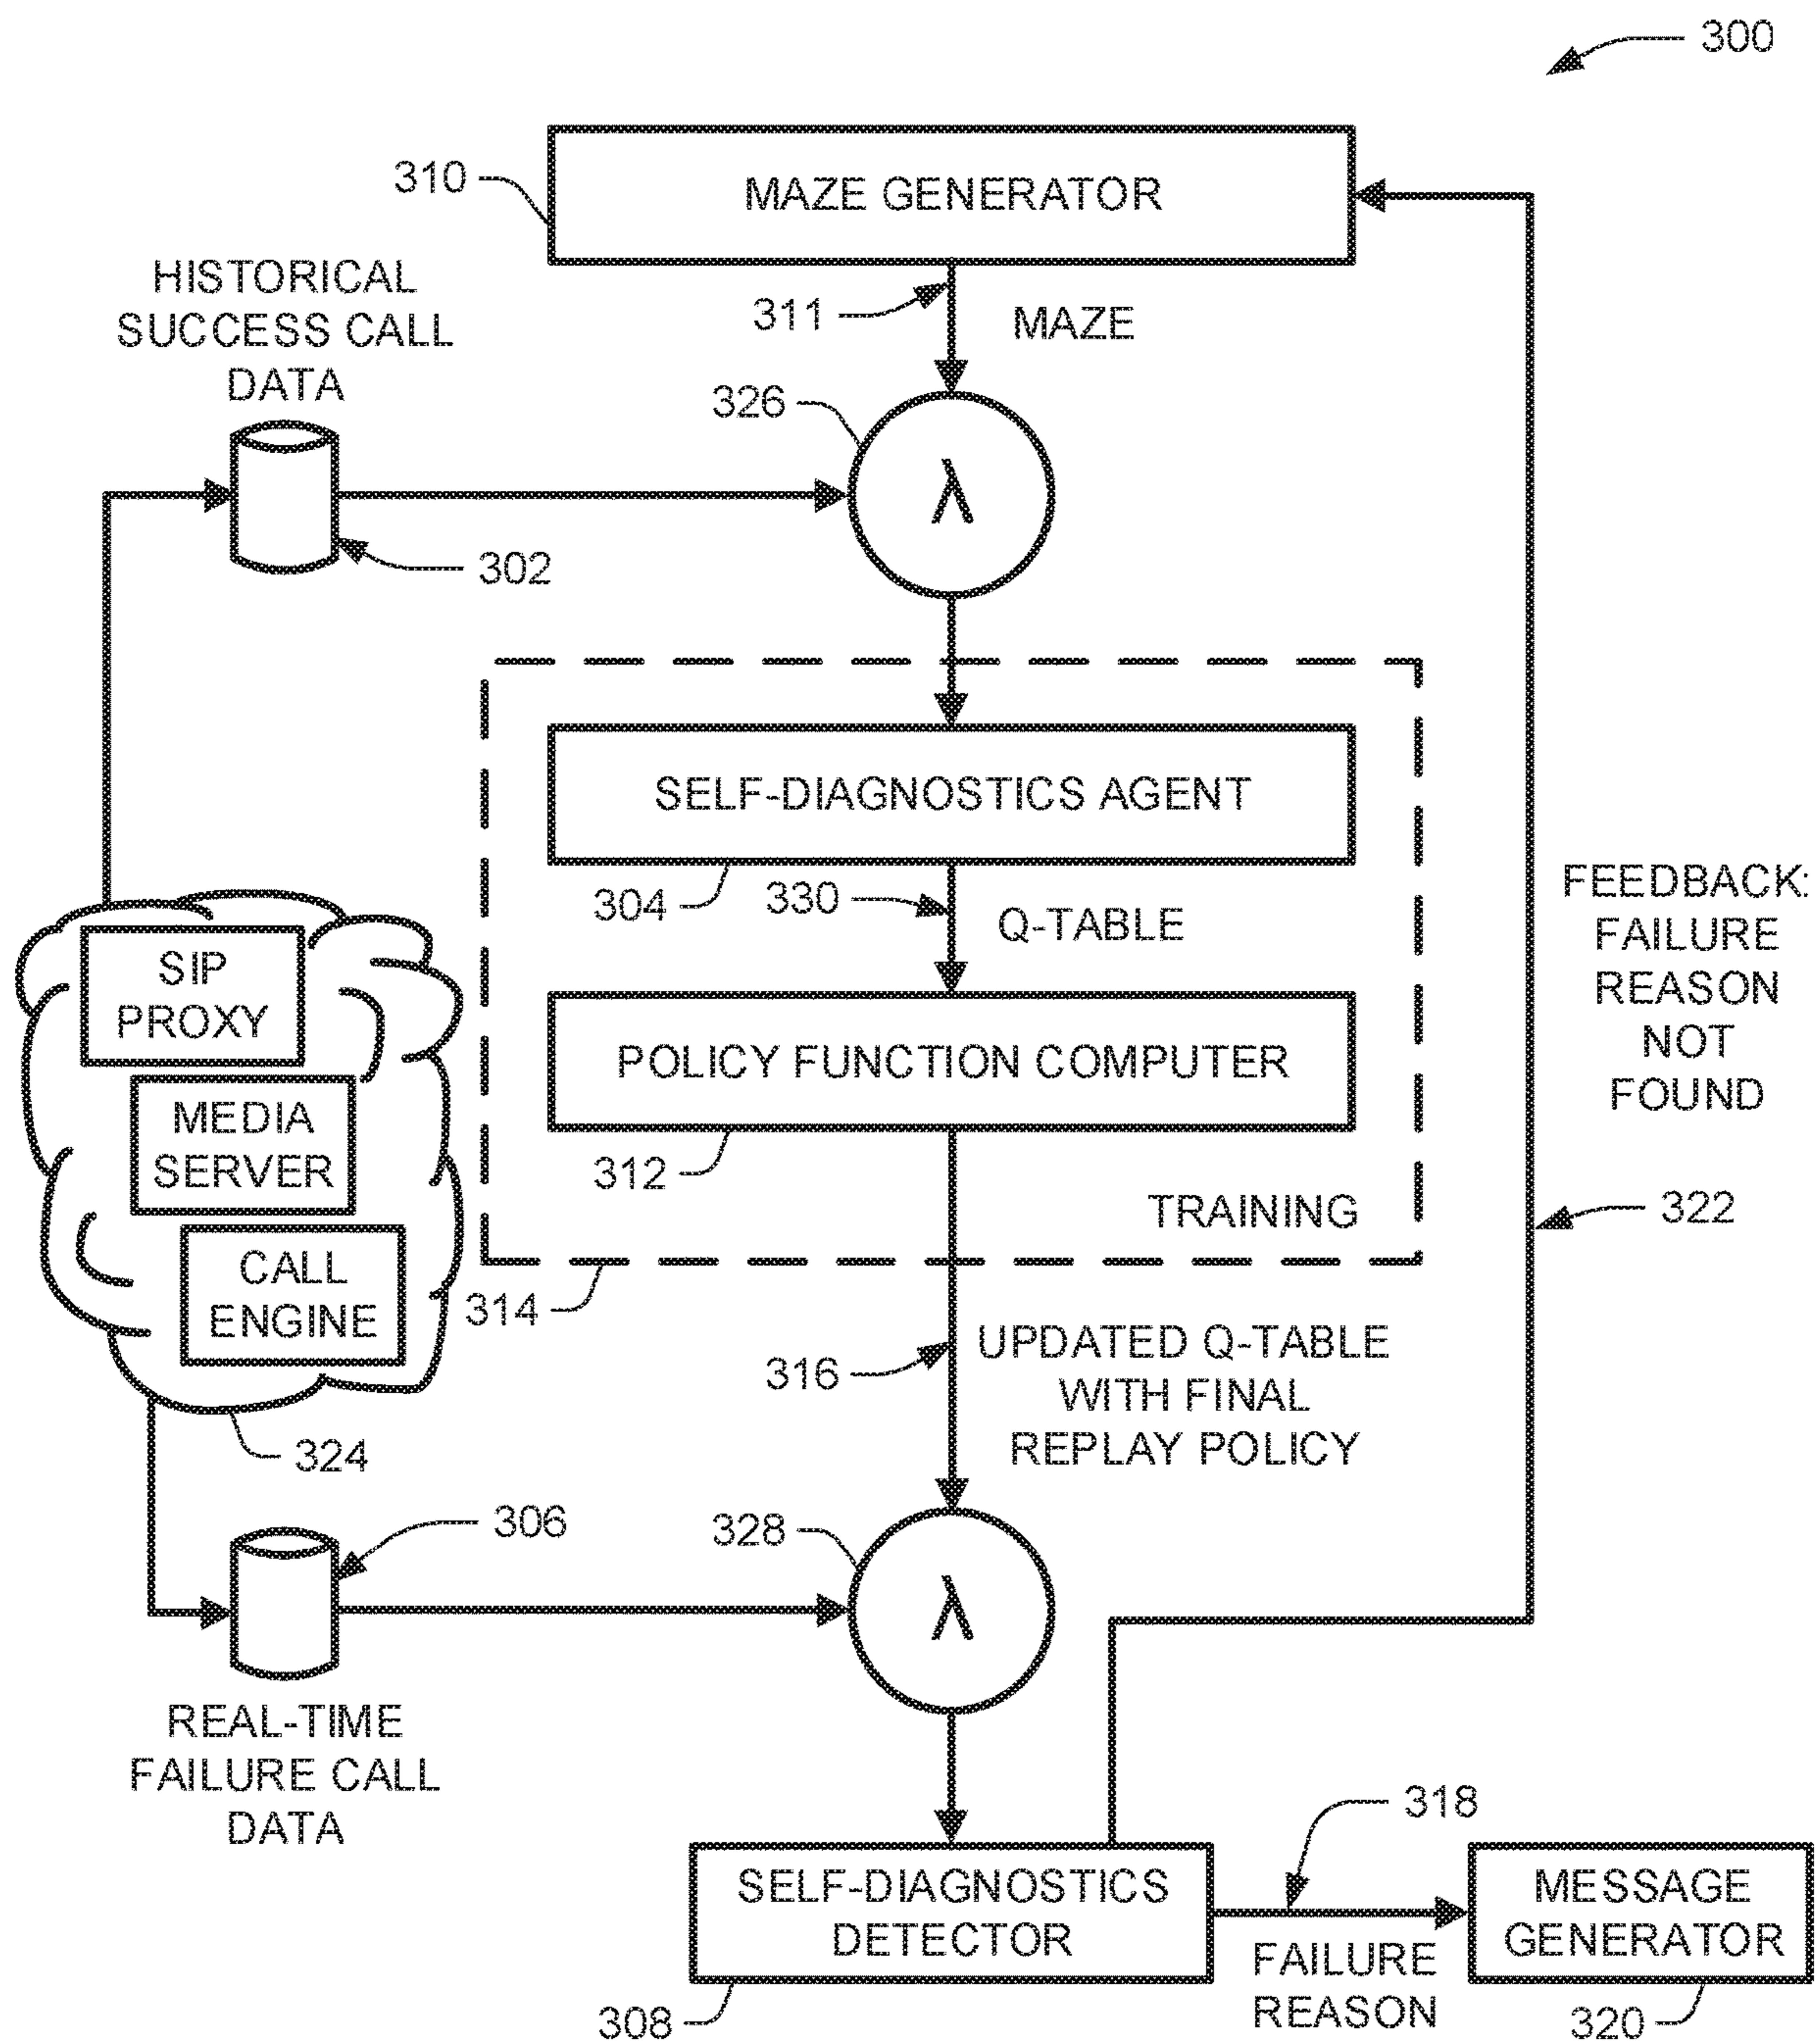 300
310
MAZE GENERATOR
HISTORICAL
SUCCESS CALL
DATA
311
MAZE
326
λ
302
SELF-DIAGNOSTICS AGENT
304
330
Q-TABLE
FEEDBACK:
FAILURE
REASON
NOT
FOUND
SIP
PROXY
POLICY FUNCTION COMPUTER
MEDIA
SERVER
312
TRAINING
322
CALL
ENGINE
314
316
UPDATED Q-TABLE
WITH FINAL
REPLAY POLICY
324
306
328
λ
REAL-TIME
FAILURE CALL
DATA
318
SELF-DIAGNOSTICS
DETECTOR
MESSAGE
GENERATOR
FAILURE
REASON
308
320